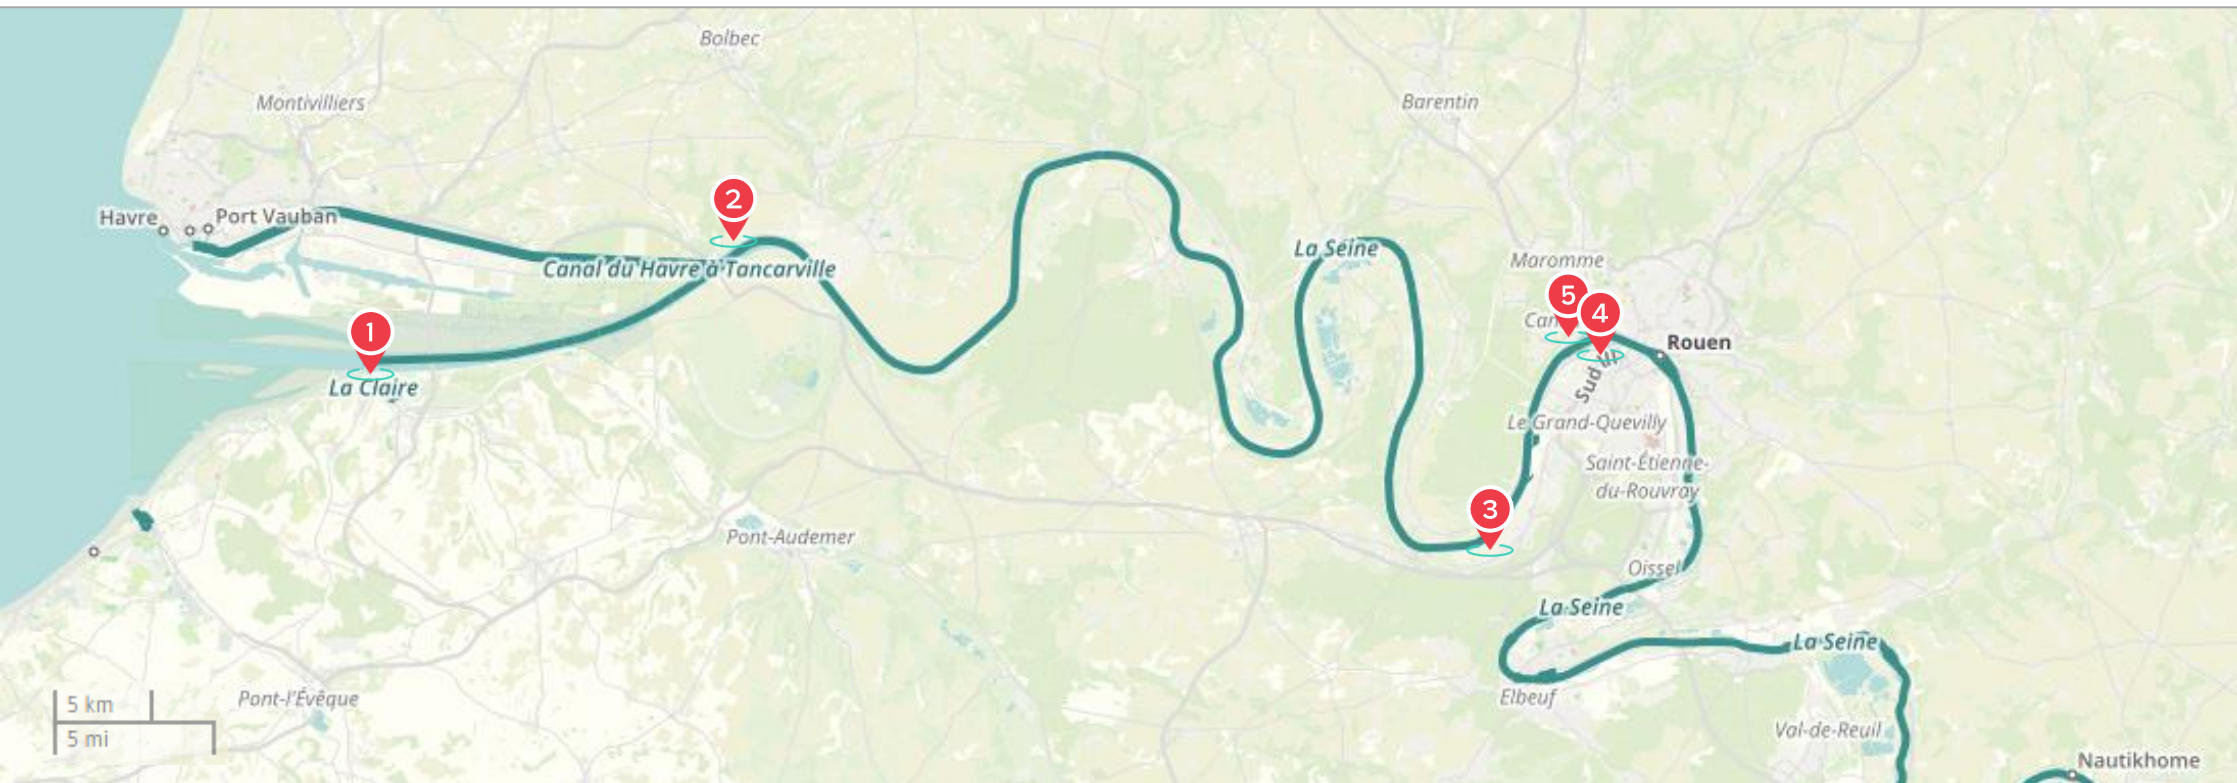 Bolbec
Montivilliers
Barentin
2
Havre
Port Vauban
La Seine
Maromme
Canal du Havre à Tancarville
5
4
1
Rouen
La Claire
Sud III
Le Grand-Quevilly
Saint-Étienne-
du-Rouvray
3
Pont-Audemer
Oissel
La Seine
La Seine
Elbeuf
Pont-l'Évêque
5 km
5 mi
Val-de-Reuil
Nautikhome